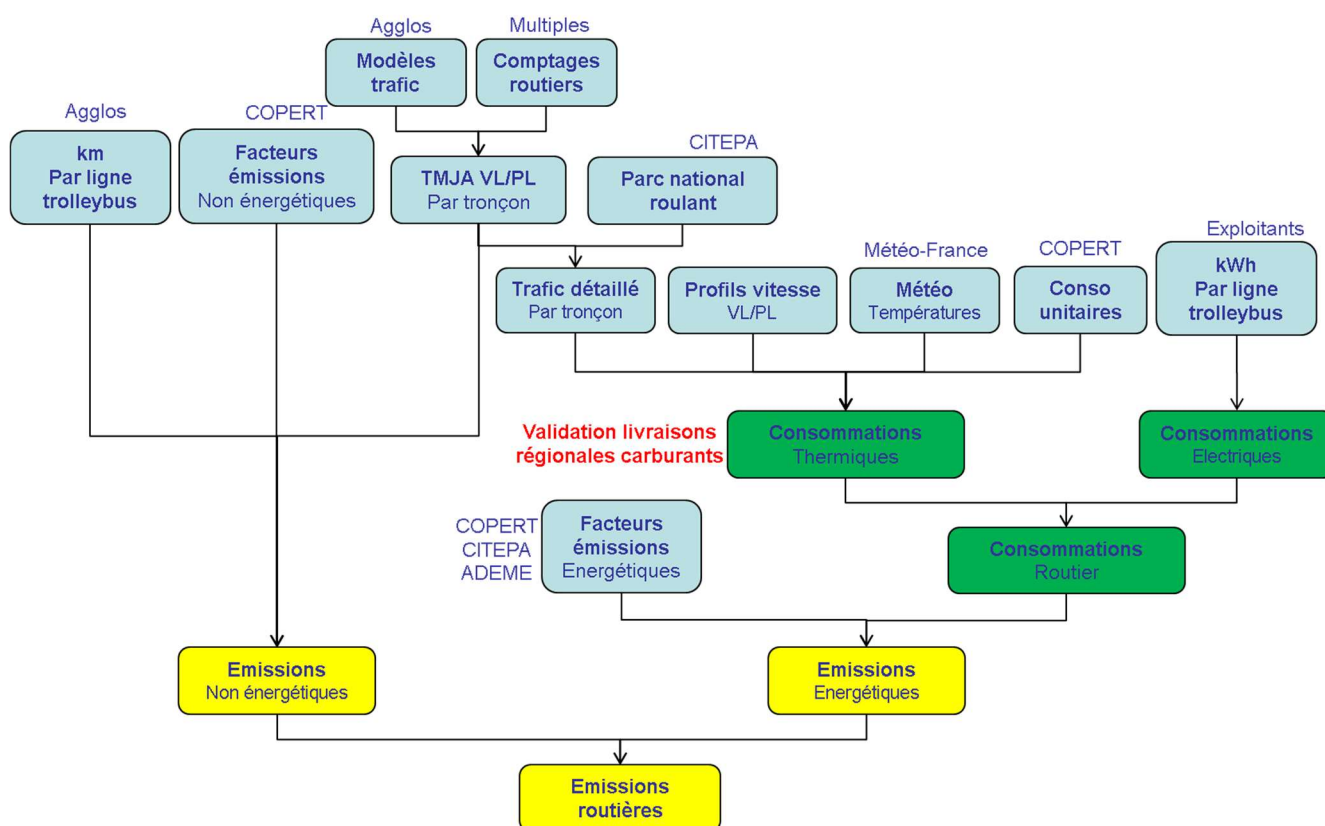 Agglos
Multiples
Modèles
trafic
Comptages
routiers
Agglos
COPERT
CITEPA
km
Par ligne
trolleybus
Facteurs
émissions
Non énergétiques
TMJA VL/PL
Par tronçon
Parc national
roulant
Météo-France
COPERT
Exploitants
Trafic détaillé
Par tronçon
Profils vitesse
VL/PL
Météo
Températures
Conso
unitaires
kWh
Par ligne
trolleybus
Validation livraisons
régionales carburants
Consommations
Thermiques
Consommations
Electriques
COPERT
CITEPA
ADEME
Facteurs
émissions
Energétiques
Consommations
Routier
Emissions
Non énergétiques
Emissions
Energétiques
Emissions
routières